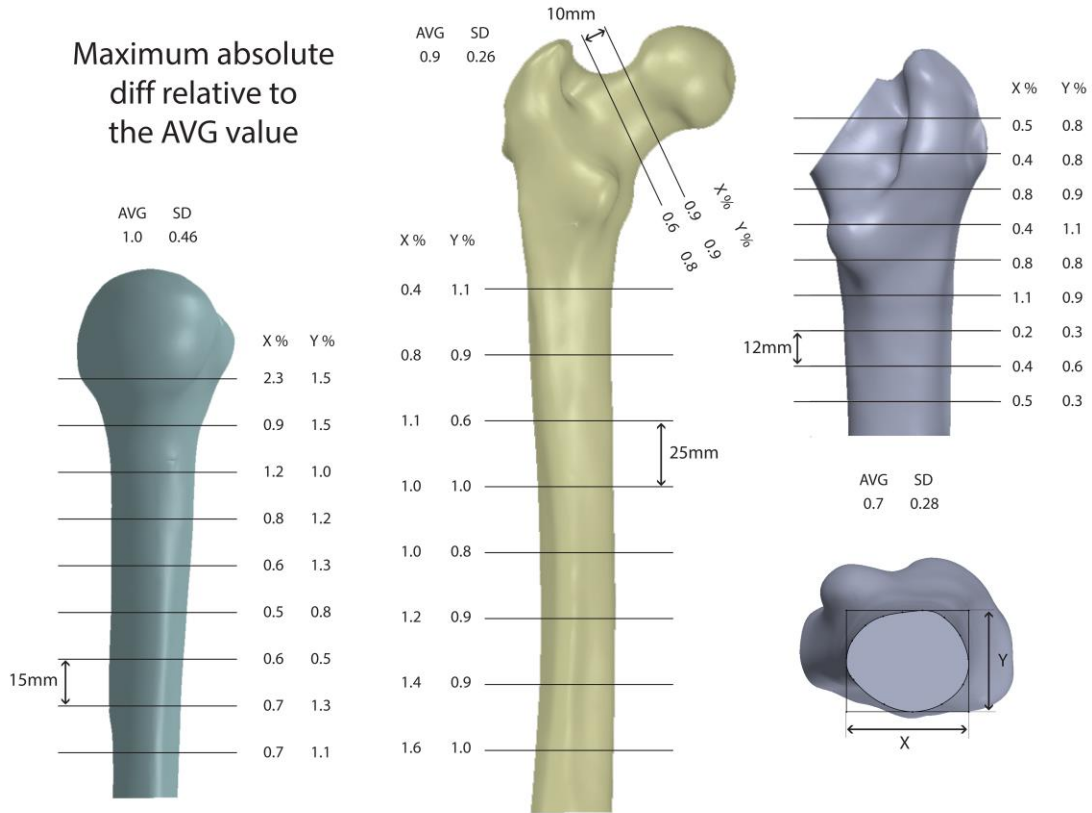 Maximum absolute
diff relative to
the AVG value
AVG SD
1.0 0.46
X % Y %
2.3 1.5
0.9 1.5
1.2 1.0
0.8 1.2
0.6 1.3
0.5 0.8
0.6 0.5
0.7 1.3
0.7 1.1
15mm
AVG SD
0.9 0.26
10mm
X % Y %
0.9 0.9
0.6 0.8
X % Y %
0.4 1.1
0.8 0.9
1.1 0.6
1.0 1.0
1.0 0.8
1.2 0.9
1.4 0.9
1.6 1.0
25mm
X % Y %
0.5 0.8
0.4 0.8
0.8 0.9
0.4 1.1
0.8 0.8
1.1 0.9
0.2 0.3
0.4 0.6
0.5 0.3
12mm
AVG SD
0.7 0.28
Y
X